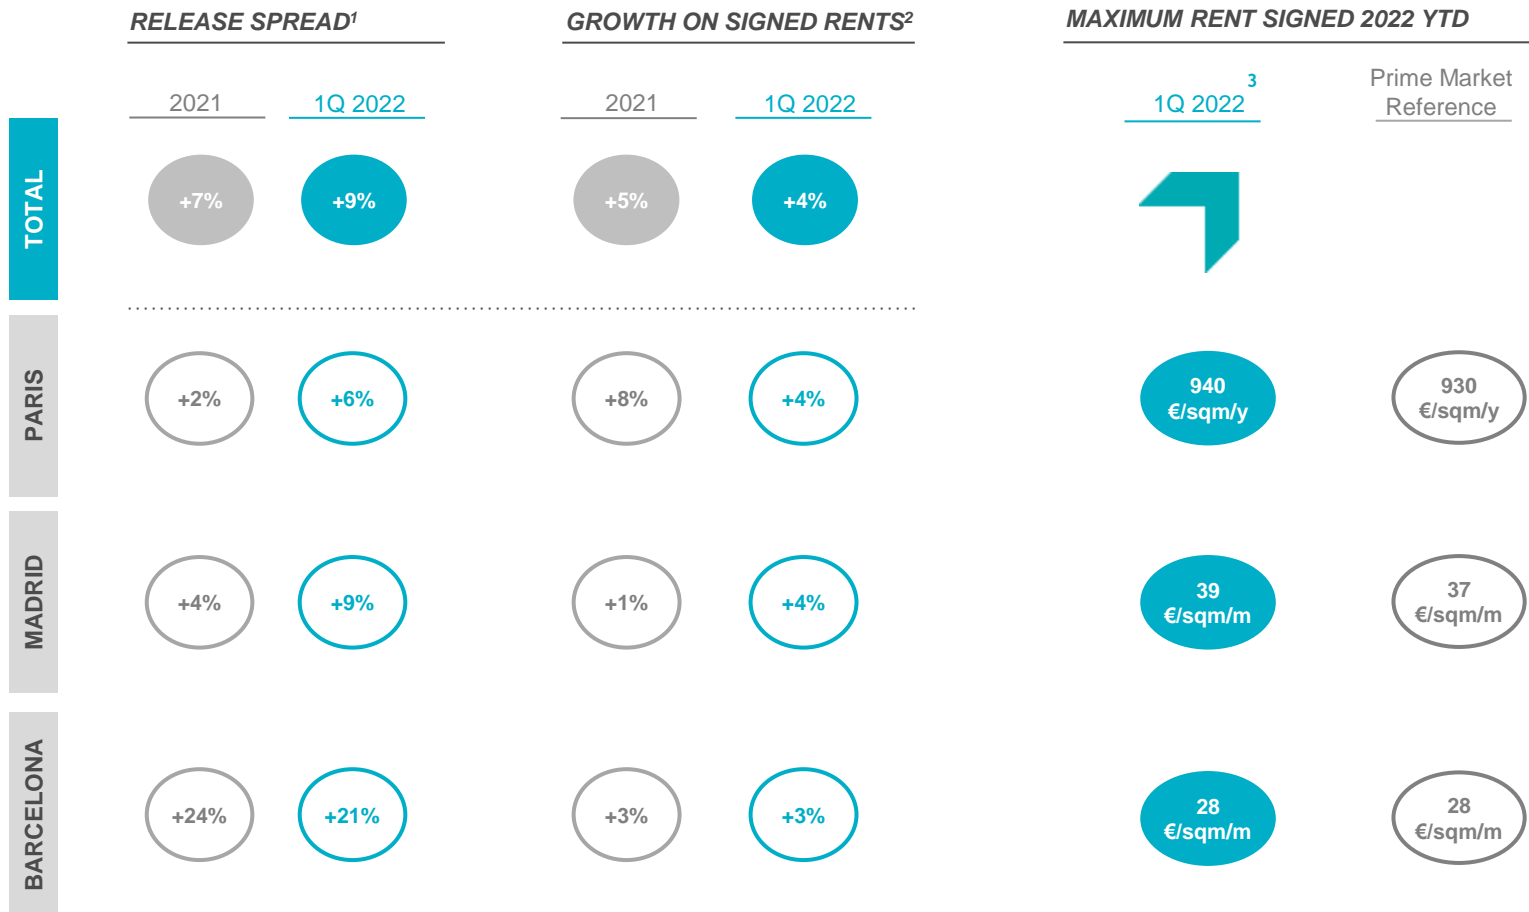 RELEASE SPREAD1
GROWTH ON SIGNED RENTS2
MAXIMUM RENT SIGNED 2022 YTD
2021
1Q 2022
2021
1Q 2022
1Q 2022 3
Prime Market
Reference
TOTAL
+7%
+9%
+5%
+4%
PARIS
+2%
+6%
+8%
+4%
940
€/sqm/y
930
€/sqm/y
MADRID
+4%
+9%
+1%
+4%
39
€/sqm/m
37
€/sqm/m
BARCELONA
+24%
+21%
+3%
+3%
28
€/sqm/m
28
€/sqm/m